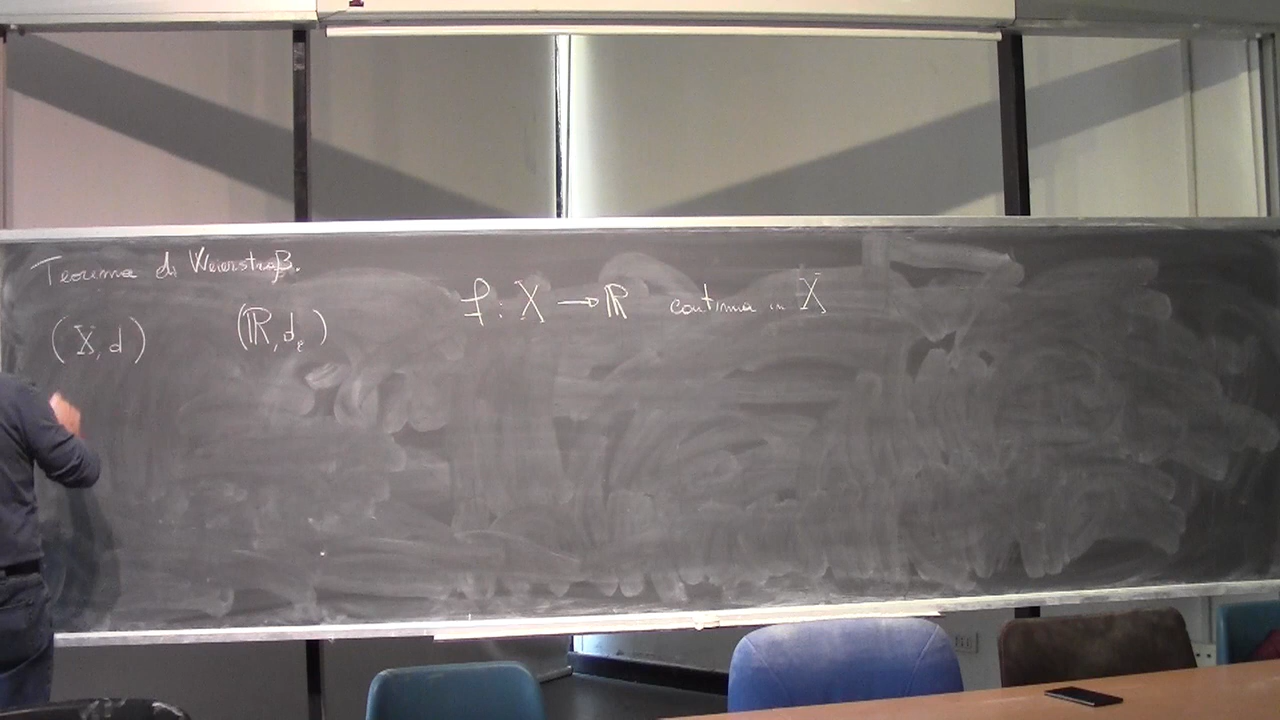 Teorema di Weierstraß.
(X, d) (ℝ, dₑ) f : X → ℝ continua in X